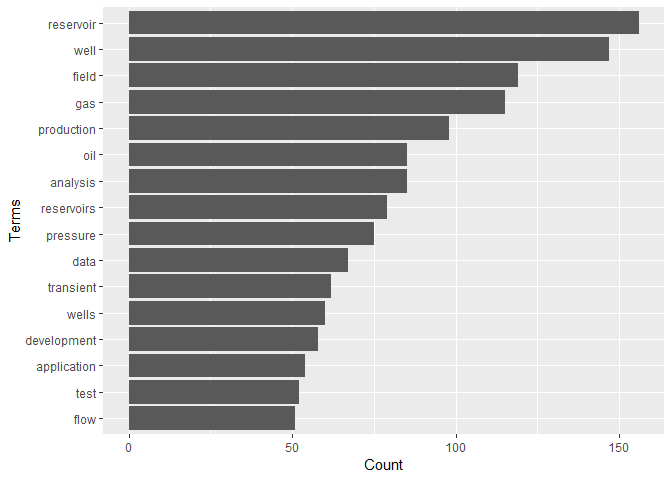 reservoir
well
field
gas
production
oil
analysis
reservoirs
pressure
data
transient
wells
development
application
test
flow
Terms
0 50 100 150
Count